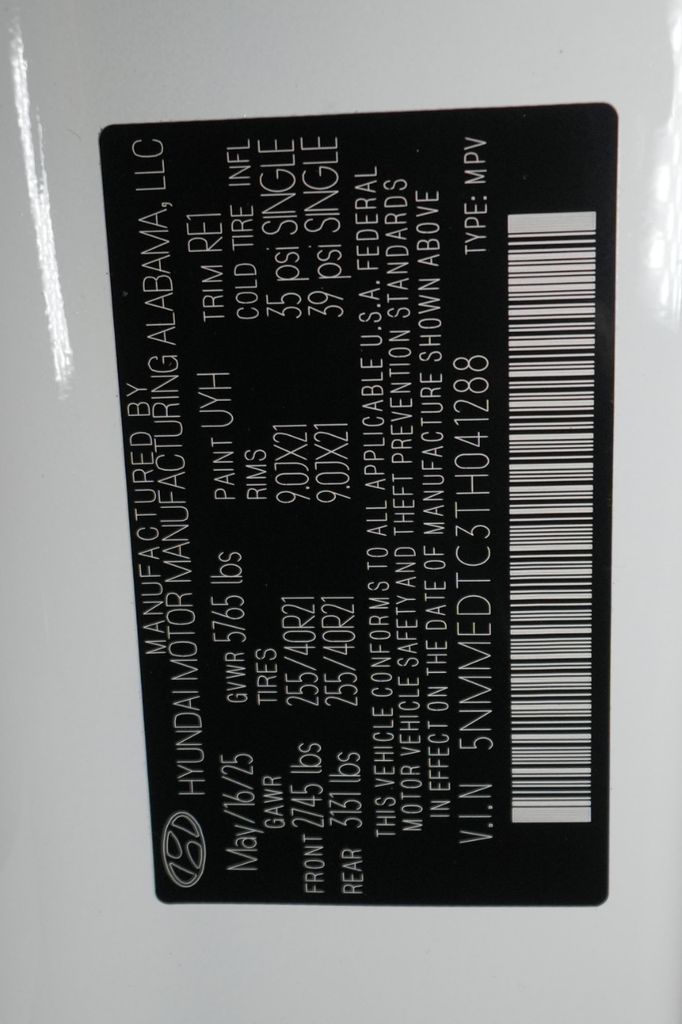 MANUFACTURED BY
HYUNDAI MOTOR MANUFACTURING ALABAMA, LLC
May/16/25 GVWR 5765 lbs PAINT UYH TRIM RE1
GAWR TIRES RIMS COLD TIRE INFL
FRONT 2745 lbs 255/40R21 9.0JX21 35 psi SINGLE
REAR 3131 lbs 255/40R21 9.0JX21 39 psi SINGLE
THIS VEHICLE CONFORMS TO ALL APPLICABLE U.S.A. FEDERAL
MOTOR VEHICLE SAFETY AND THEFT PREVENTION STANDARDS
IN EFFECT ON THE DATE OF MANUFACTURE SHOWN ABOVE
V.I.N 5NMMEDTC3TH041288 TYPE: MPV